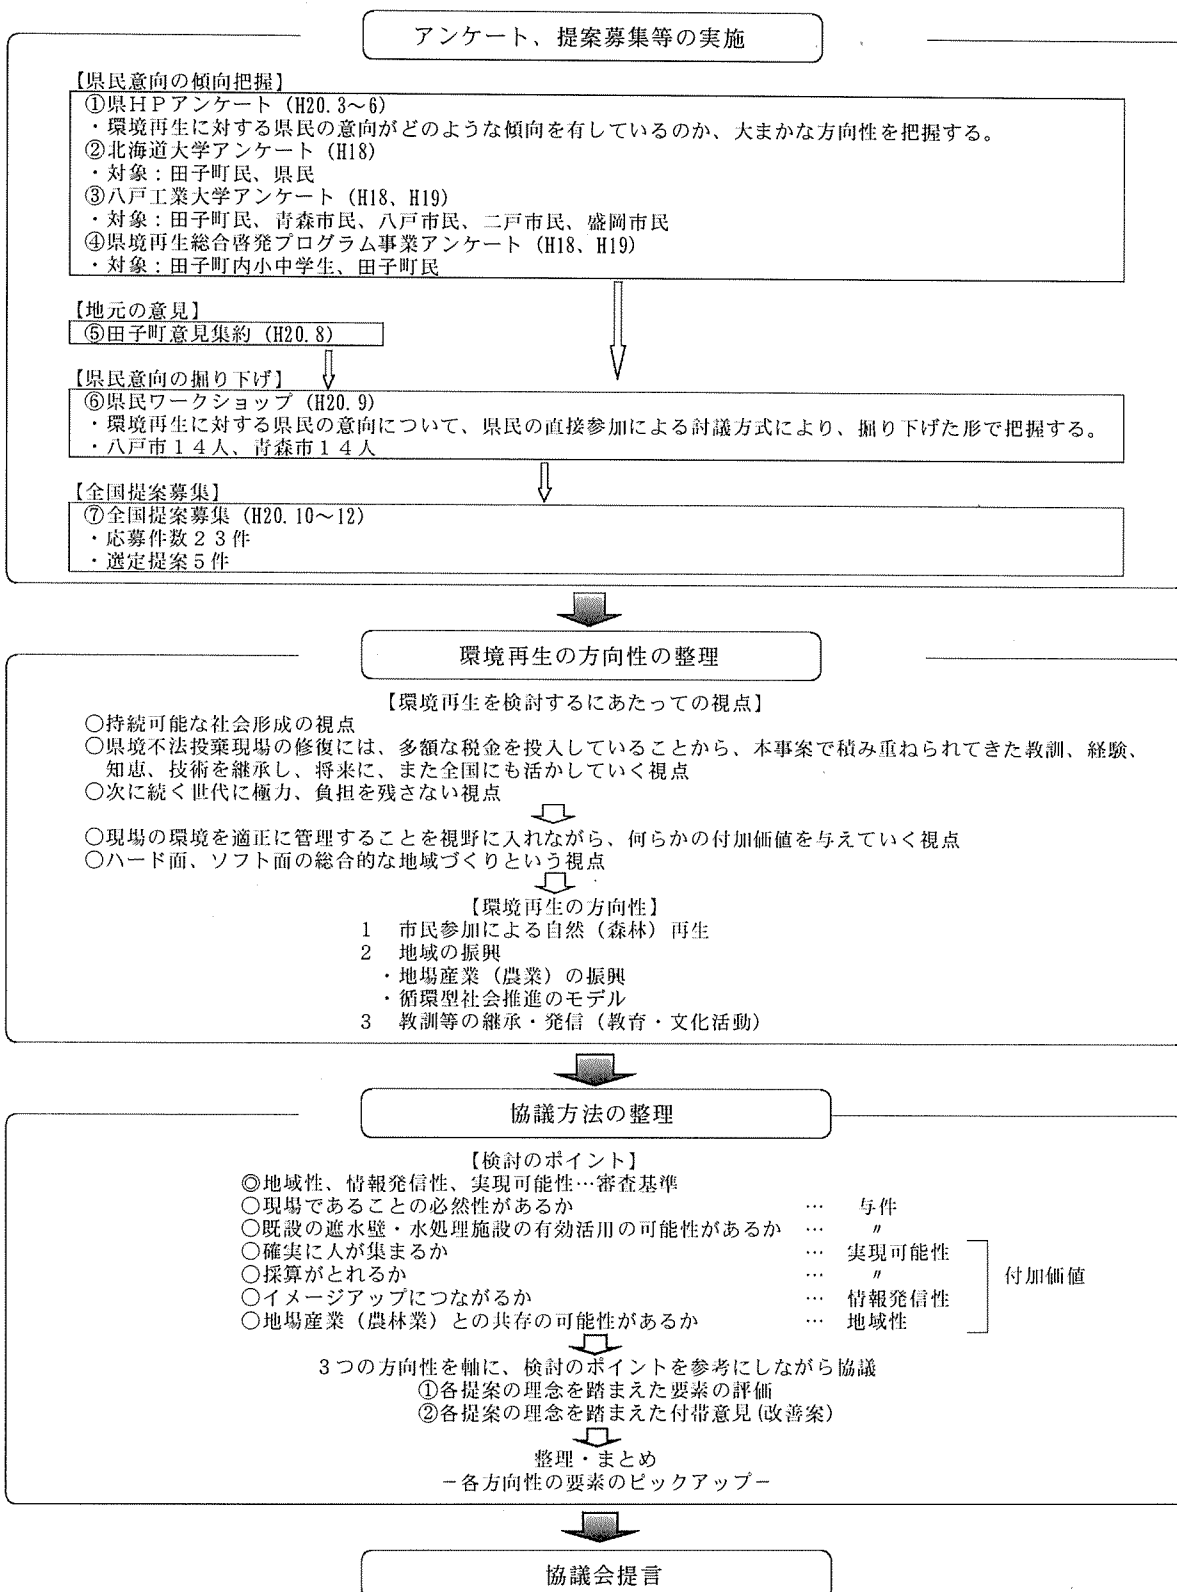 アンケート、提案募集等の実施
【県民意向の傾向把握】
①県HPアンケート (H20.3～6)
・環境再生に対する県民の意向がどのような傾向を有しているのか、大まかな方向性を把握する。
②北海道大学アンケート (H18)
・対象：田子町民、県民
③八戸工業大学アンケート (H18、H19)
・対象：田子町民、青森市民、八戸市民、二戸市民、盛岡市民
④県境再生総合啓発プログラム事業アンケート (H18、H19)
・対象：田子町内小中学生、田子町民
【地元の意見】
⑤田子町意見集約 (H20.8)
【県民意向の掘り下げ】
⑥県民ワークショップ (H20.9)
・環境再生に対する県民の意向について、県民の直接参加による討議方式により、掘り下げた形で把握する。
・八戸市１４人、青森市１４人
【全国提案募集】
⑦全国提案募集 (H20.10～12)
・応募件数２３件
・選定提案５件
環境再生の方向性の整理
【環境再生を検討するにあたっての視点】
○持続可能な社会形成の視点
○県境不法投棄現場の修復には、多額な税金を投入していることから、本事案で積み重ねられてきた教訓、経験、
知恵、技術を継承し、将来に、また全国にも活かしていく視点
○次に続く世代に極力、負担を残さない視点
○現場の環境を適正に管理することを視野に入れながら、何らかの付加価値を与えていく視点
○ハード面、ソフト面の総合的な地域づくりという視点
【環境再生の方向性】
1 市民参加による自然（森林）再生
2 地域の振興
・地場産業（農業）の振興
・循環型社会推進のモデル
3 教訓等の継承・発信（教育・文化活動）
協議方法の整理
【検討のポイント】
◎地域性、情報発信性、実現可能性…審査基準
○現場であることの必然性があるか … 与件
○既設の遮水壁・水処理施設の有効活用の可能性があるか … 〃
○確実に人が集まるか … 実現可能性
○採算がとれるか … 〃 付加価値
○イメージアップにつながるか … 情報発信性
○地場産業（農林業）との共存の可能性があるか … 地域性
３つの方向性を軸に、検討のポイントを参考にしながら協議
①各提案の理念を踏まえた要素の評価
②各提案の理念を踏まえた付帯意見(改善案)
整理・まとめ
－各方向性の要素のピックアップ－
協議会提言